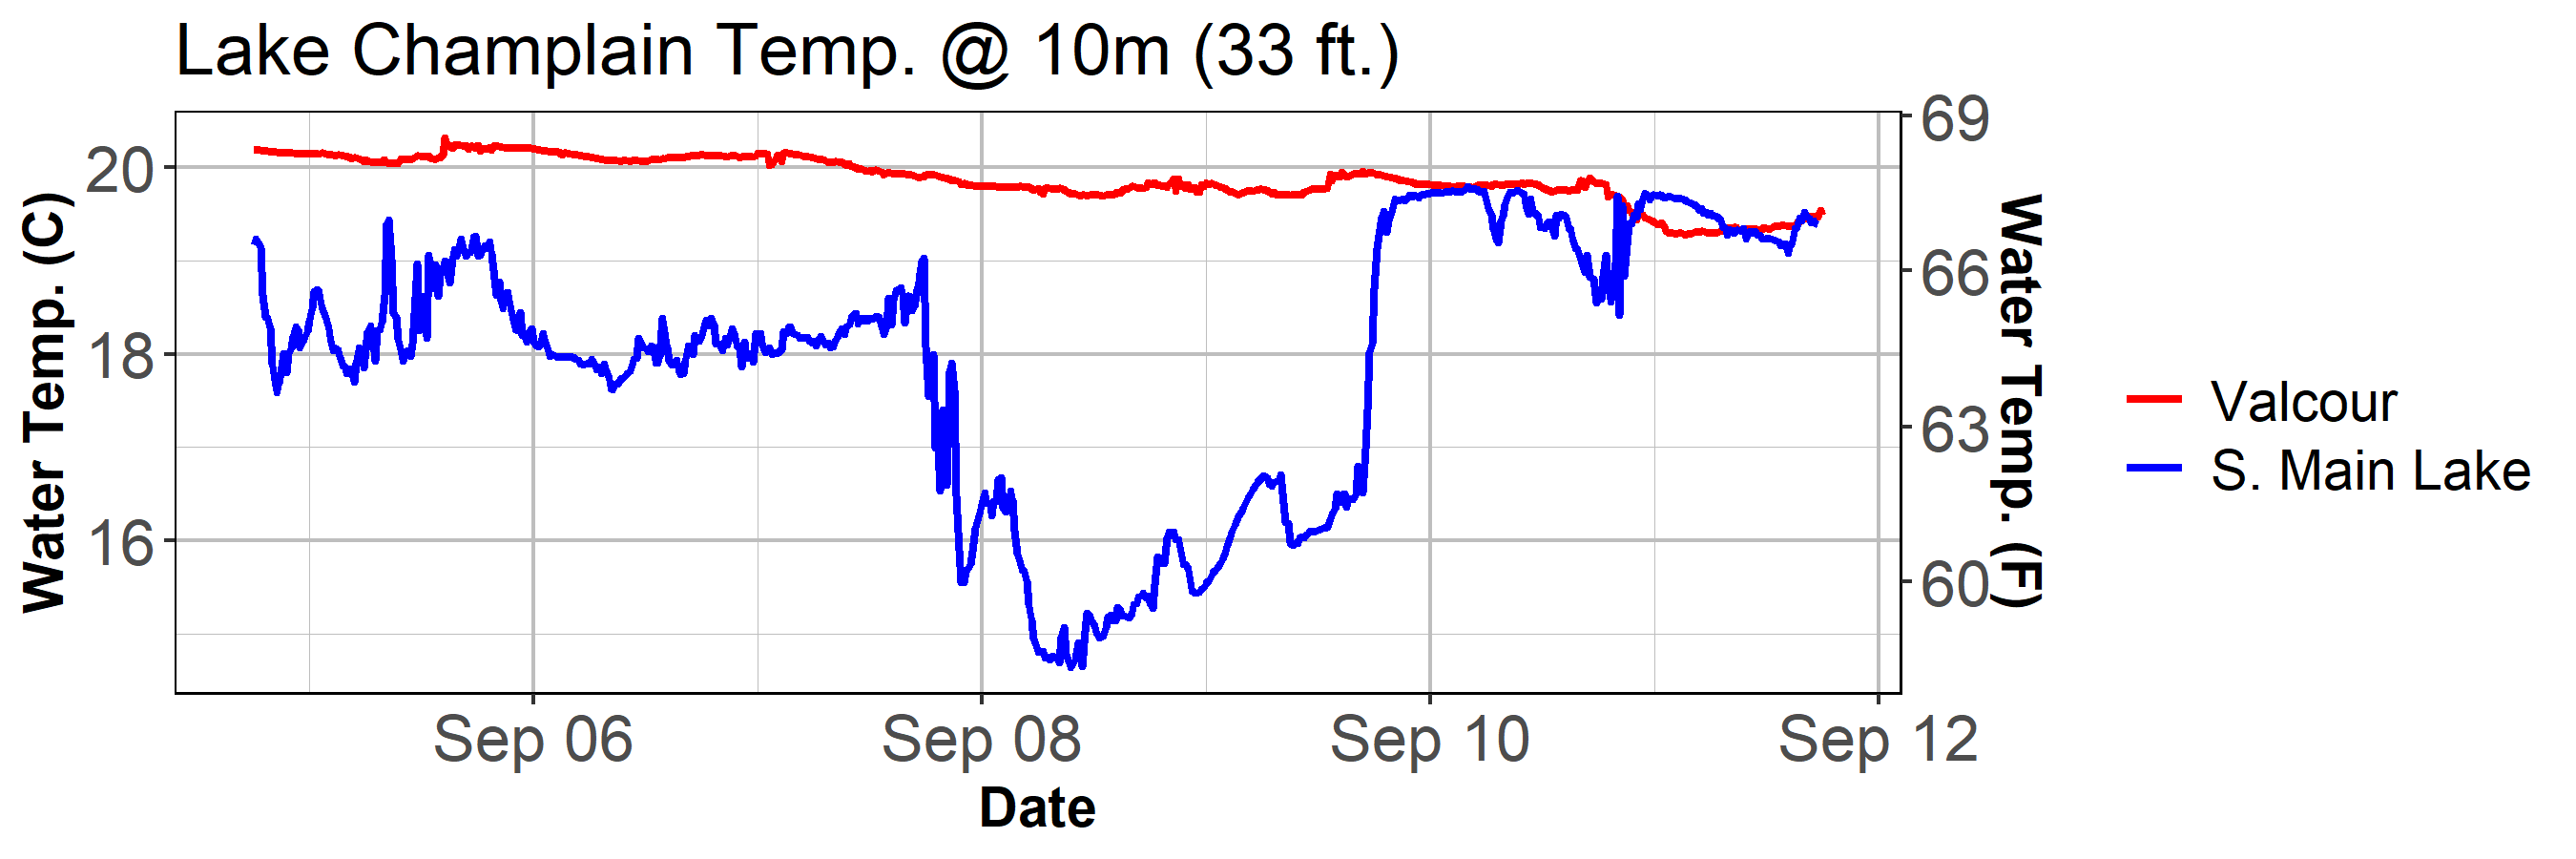 Lake Champlain Temp. @ 10m (33 ft.)
Water Temp. (C)
20
18
16
69
66
63
60
Water Temp. (F)
Sep 06
Sep 08
Sep 10
Sep 12
Date
Valcour
S. Main Lake